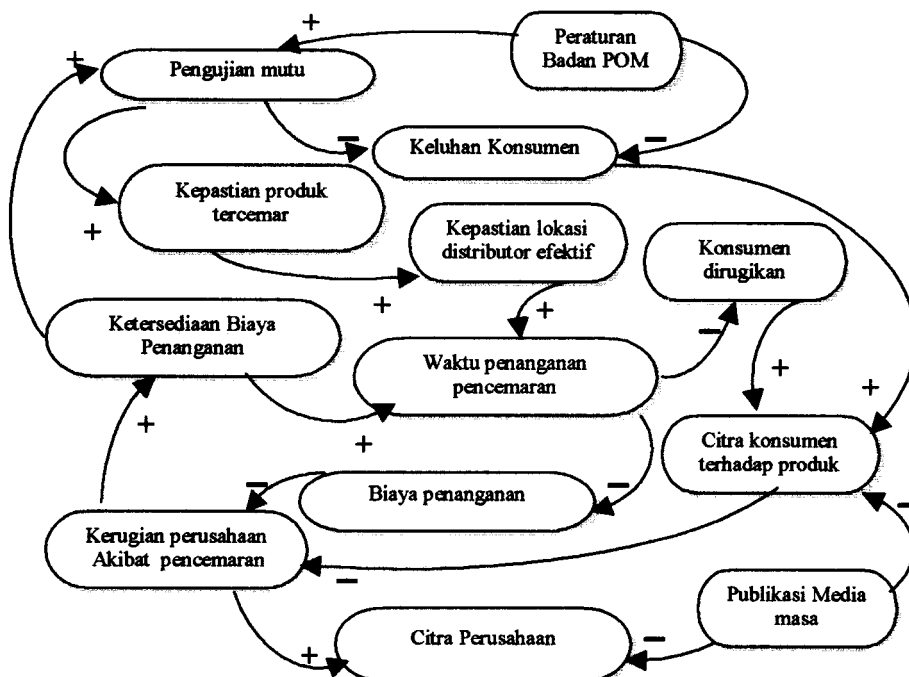 +
Peraturan
Badan POM
+
Pengujian mutu
−
−
Keluhan Konsumen
Kepastian produk
tercemar
+
Kepastian lokasi
distributor efektif
Konsumen
dirugikan
+
+
−
Ketersediaan Biaya
Penanganan
Waktu penanganan
pencemaran
+
+
+
+
Citra konsumen
terhadap produk
−
Biaya penanganan
−
−
Kerugian perusahaan
Akibat pencemaran
−
Publikasi Media
masa
+
Citra Perusahaan
−